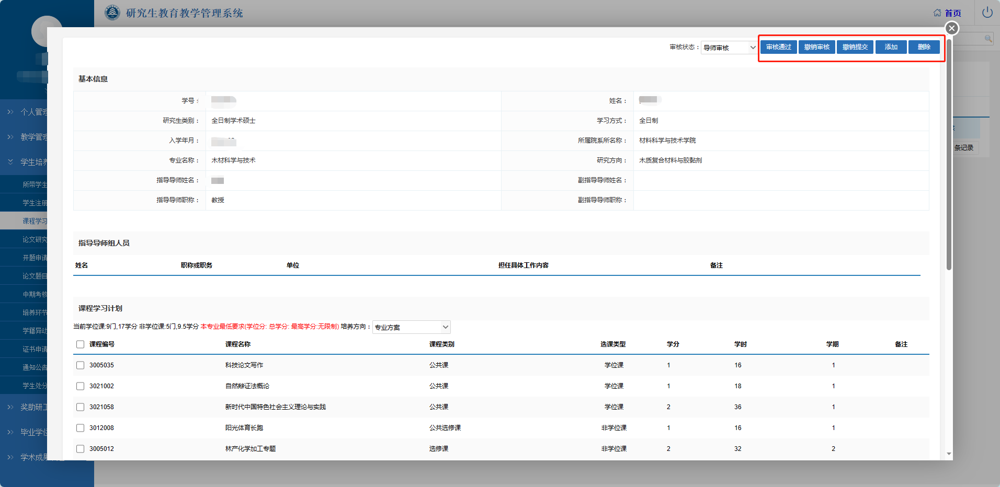 研究生教育教学管理系统
首页
审核状态：
导师审核
审核通过
撤销审核
撤销提交
添加
删除
个人管理
教学管理
学生培养
所带学生
学生注册
课程学习
论文研究
开题申请
论文题目
中期考核
培养环节
学籍异动
证书申请
通知公告
学生处分
奖助研工
毕业学位
学术成果
条记录
基本信息
学号：
姓名：
研究生类别： 全日制学术硕士
学习方式： 全日制
入学年月：
所属院系所名称： 材料科学与技术学院
专业名称： 木材科学与技术
研究方向： 木质复合材料与胶黏剂
指导导师姓名：
副指导导师姓名：
指导导师职称： 教授
副指导导师职称：
指导导师组人员
姓名 职称或职务 单位 担任具体工作内容 备注
课程学习计划
当前学位课:9门,17学分 非学位课:5门,9.5学分 本专业最低要求(学位分: 总学分: 最高学分:无限制) 培养方向： 专业方案
课程编号 课程名称 课程类别 选课类型 学分 学时 学期 备注
3005035 科技论文写作 公共课 学位课 1 16 1
3021002 自然辩证法概论 公共课 学位课 1 18 1
3021058 新时代中国特色社会主义理论与实践 公共课 学位课 2 36 1
3012008 阳光体育长跑 公共选修课 非学位课 1 16 1
3005012 林产化学加工专题 选修课 非学位课 2 32 2